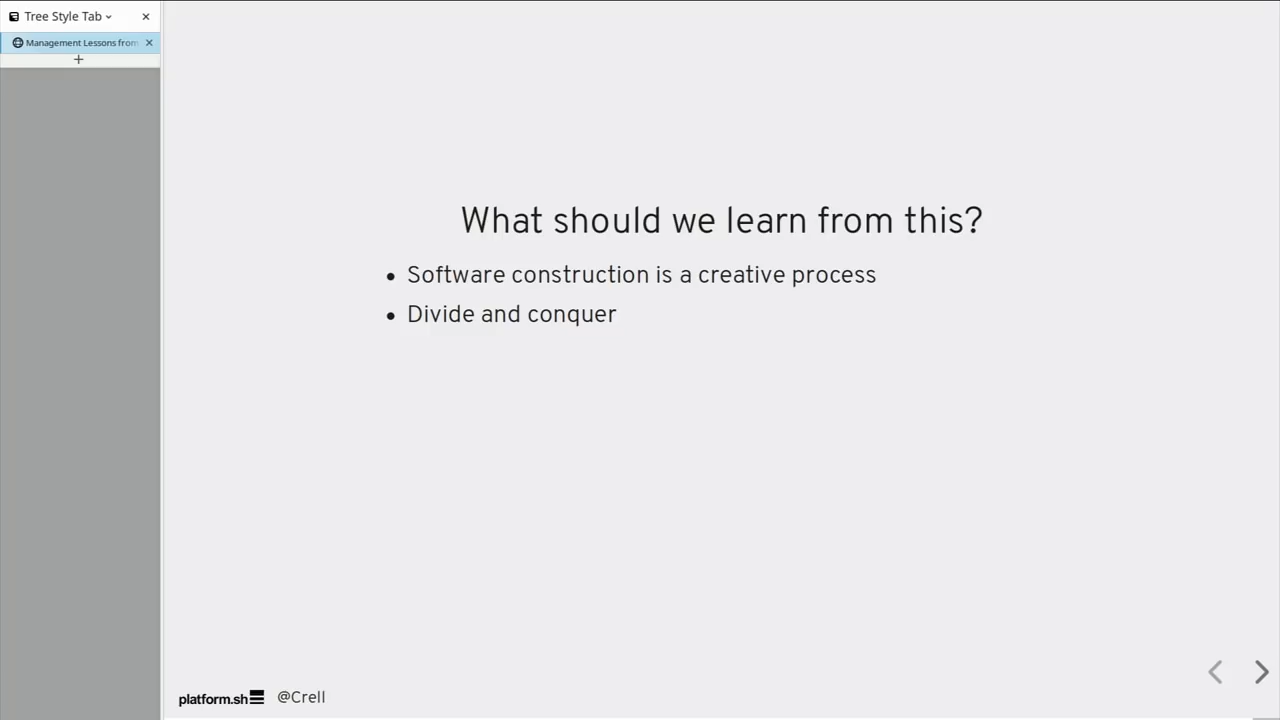 Tree Style Tab
Management Lessons from
What should we learn from this?
• Software construction is a creative process
• Divide and conquer
platform.sh @Crell